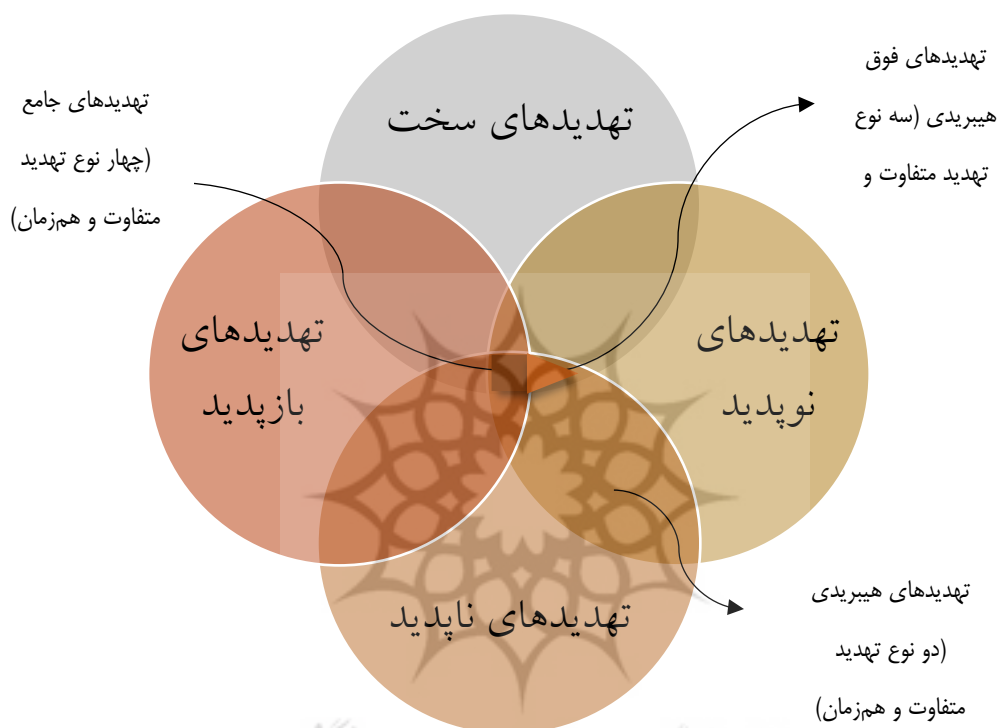 تهدیدهای فوق
هیبریدی (سه نوع
تهدید متفاوت و
تهدیدهای سخت
تهدیدهای جامع
(چهار نوع تهدید
متفاوت و هم‌زمان)
تهدیدهای
نوپدید
تهدیدهای
بازپدید
تهدیدهای ناپدید
تهدیدهای هیبریدی
(دو نوع تهدید
متفاوت و هم‌زمان)